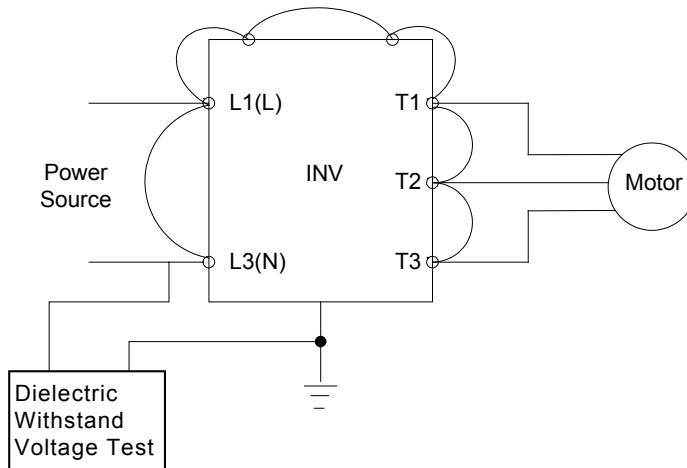 L1(L)
T1
Power
Source
INV
T2
Motor
L3(N)
T3
Dielectric
Withstand
Voltage Test